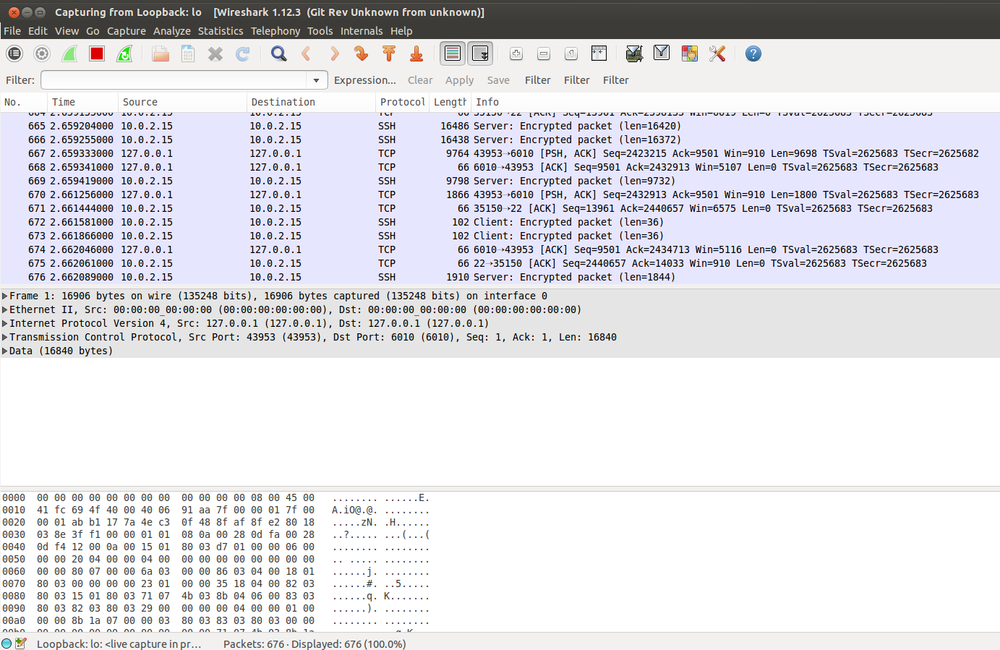 Capturing from Loopback: lo [Wireshark 1.12.3 (Git Rev Unknown from unknown)]
File Edit View Go Capture Analyze Statistics Telephony Tools Internals Help
Filter: Expression... Clear Apply Save Filter Filter Filter
No. Time Source Destination Protocol Length Info
664 2.659153000 10.0.2.15 10.0.2.15 TCP 66 35150→22 [ACK] Seq=13961 Ack=2398133 Win=6019 Len=0 TSval=2625683 TSecr=2625683
665 2.659204000 10.0.2.15 10.0.2.15 SSH 16486 Server: Encrypted packet (len=16420)
666 2.659255000 10.0.2.15 10.0.2.15 SSH 16438 Server: Encrypted packet (len=16372)
667 2.659333000 127.0.0.1 127.0.0.1 TCP 9764 43953→6010 [PSH, ACK] Seq=2423215 Ack=9501 Win=910 Len=9698 TSval=2625683 TSecr=2625682
668 2.659341000 127.0.0.1 127.0.0.1 TCP 66 6010→43953 [ACK] Seq=9501 Ack=2432913 Win=5107 Len=0 TSval=2625683 TSecr=2625683
669 2.659419000 10.0.2.15 10.0.2.15 SSH 9798 Server: Encrypted packet (len=9732)
670 2.661256000 127.0.0.1 127.0.0.1 TCP 1866 43953→6010 [PSH, ACK] Seq=2432913 Ack=9501 Win=910 Len=1800 TSval=2625683 TSecr=2625683
671 2.661444000 10.0.2.15 10.0.2.15 TCP 66 35150→22 [ACK] Seq=13961 Ack=2440657 Win=6575 Len=0 TSval=2625683 TSecr=2625683
672 2.661581000 10.0.2.15 10.0.2.15 SSH 102 Client: Encrypted packet (len=36)
673 2.661866000 10.0.2.15 10.0.2.15 SSH 102 Client: Encrypted packet (len=36)
674 2.662046000 127.0.0.1 127.0.0.1 TCP 66 6010→43953 [ACK] Seq=9501 Ack=2434713 Win=5116 Len=0 TSval=2625683 TSecr=2625683
675 2.662061000 10.0.2.15 10.0.2.15 TCP 66 22→35150 [ACK] Seq=2440657 Ack=14033 Win=910 Len=0 TSval=2625683 TSecr=2625683
676 2.662089000 10.0.2.15 10.0.2.15 SSH 1910 Server: Encrypted packet (len=1844)
Frame 1: 16906 bytes on wire (135248 bits), 16906 bytes captured (135248 bits) on interface 0
Ethernet II, Src: 00:00:00_00:00:00 (00:00:00:00:00:00), Dst: 00:00:00_00:00:00 (00:00:00:00:00:00)
Internet Protocol Version 4, Src: 127.0.0.1 (127.0.0.1), Dst: 127.0.0.1 (127.0.0.1)
Transmission Control Protocol, Src Port: 43953 (43953), Dst Port: 6010 (6010), Seq: 1, Ack: 1, Len: 16840
Data (16840 bytes)
0000 00 00 00 00 00 00 00 00 00 00 00 00 08 00 45 00 ........ ......E.
0010 41 fc 69 4f 40 00 40 06 91 aa 7f 00 00 01 7f 00 A.iO@.@. ........
0020 00 01 ab b1 17 7a 4e c3 0f 48 8f af 8f e2 80 18 .....zN. .H......
0030 03 8e 3f f1 00 00 01 01 08 0a 00 28 0d fa 00 28 ..?..... ...(...(
0040 0d f4 12 00 0a 00 15 01 80 03 d7 01 00 00 06 00 ........ ........
0050 00 00 20 04 00 00 04 00 00 00 00 00 00 00 00 00 .. ..... ........
0060 00 00 80 07 00 00 6a 03 00 00 86 03 04 00 18 01 ......j. ........
0070 80 03 00 00 00 00 23 01 00 00 35 18 04 00 82 03 ......#. ..5.....
0080 80 03 15 01 80 03 71 07 4b 03 8b 04 06 00 83 03 ......q. K.......
0090 80 03 82 03 80 03 29 00 00 00 00 04 00 00 01 00 ......). ........
00a0 00 00 8b 1a 07 00 00 03 80 03 83 03 80 03 00 00 ........ ........
Loopback: lo: <live capture in pr... Packets: 676 · Displayed: 676 (100.0%)